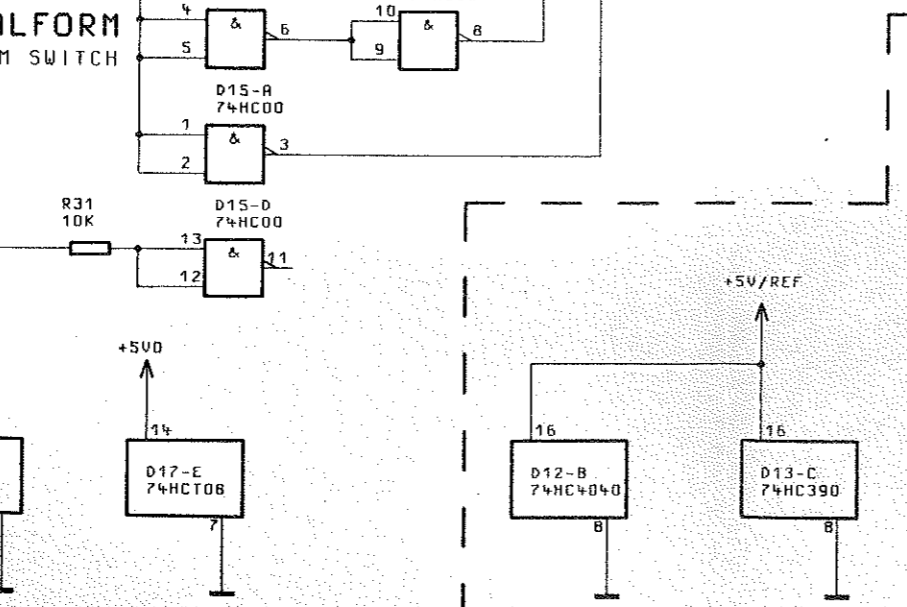 ALFORM
M SWITCH
4
&
6
5
10
&
8
9
D15-A
74HC00
1
&
3
2
R31
10K
D15-D
74HC00
13
&
11
12
+5V/REF
+5VD
14
D17-E
74HCT06
7
16
D12-B
74HC4040
8
16
D13-C
74HC390
8